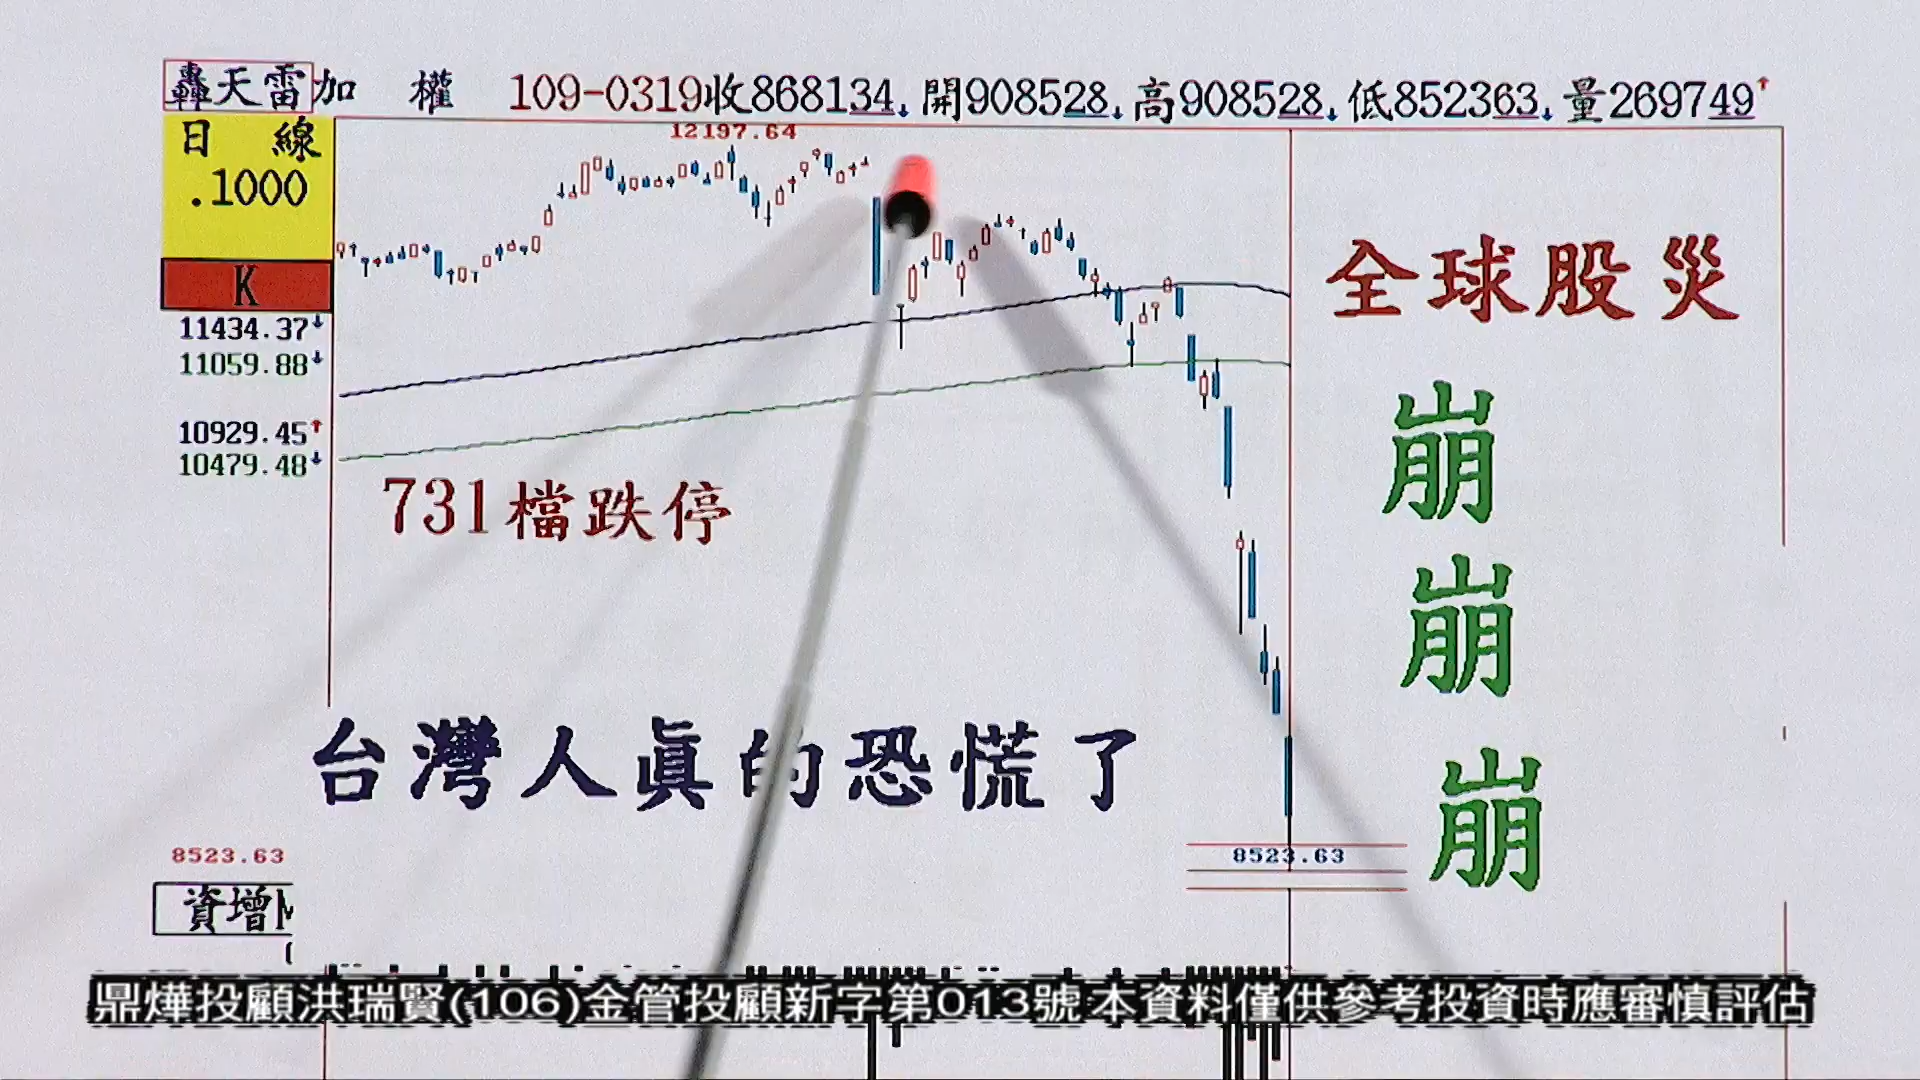 轟天雷加 權 109-0319收868134↓開908528↓高908528↓低852363↓量269749↑
日 線
.1000
12197.64
K
全球股災
11434.37↓
11059.88↓
10929.45↑
10479.48↓
崩
731檔跌停
崩
台灣人真的恐慌了
崩
8523.63
8523.63
資增
鼎燁投顧洪瑞賢(106)金管投顧新字第013號 本資料僅供參考投資時應審慎評估